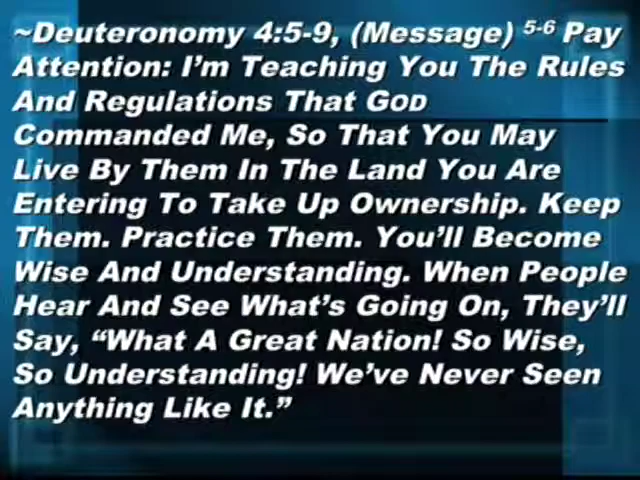 ~Deuteronomy 4:5-9, (Message) 5-6 Pay
Attention: I'm Teaching You The Rules
And Regulations That GOD
Commanded Me, So That You May
Live By Them In The Land You Are
Entering To Take Up Ownership. Keep
Them. Practice Them. You'll Become
Wise And Understanding. When People
Hear And See What's Going On, They'll
Say, “What A Great Nation! So Wise,
So Understanding! We've Never Seen
Anything Like It.”